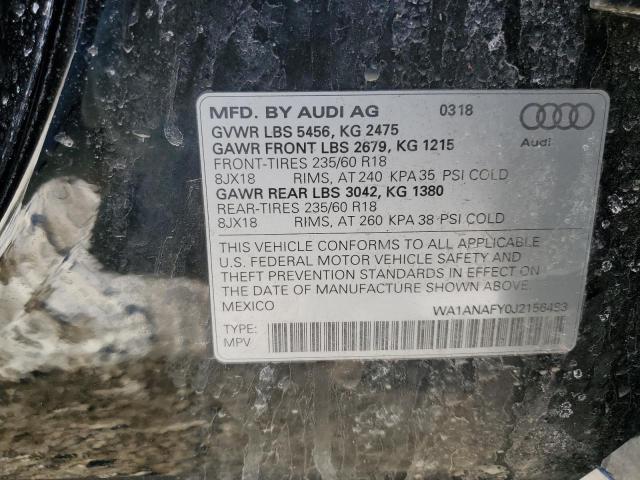 MFD. BY AUDI AG 0318
GVWR LBS 5456, KG 2475
GAWR FRONT LBS 2679, KG 1215
FRONT-TIRES 235/60 R18
8JX18 RIMS, AT 240 KPA 35 PSI COLD
GAWR REAR LBS 3042, KG 1380
REAR-TIRES 235/60 R18
8JX18 RIMS, AT 260 KPA 38 PSI COLD
Audi
THIS VEHICLE CONFORMS TO ALL APPLICABLE
U.S. FEDERAL MOTOR VEHICLE SAFETY AND
THEFT PREVENTION STANDARDS IN EFFECT ON
THE DATE OF MANUFACTURE SHOWN ABOVE.
MEXICO WA1ANAFY0J2156493
TYPE:
MPV